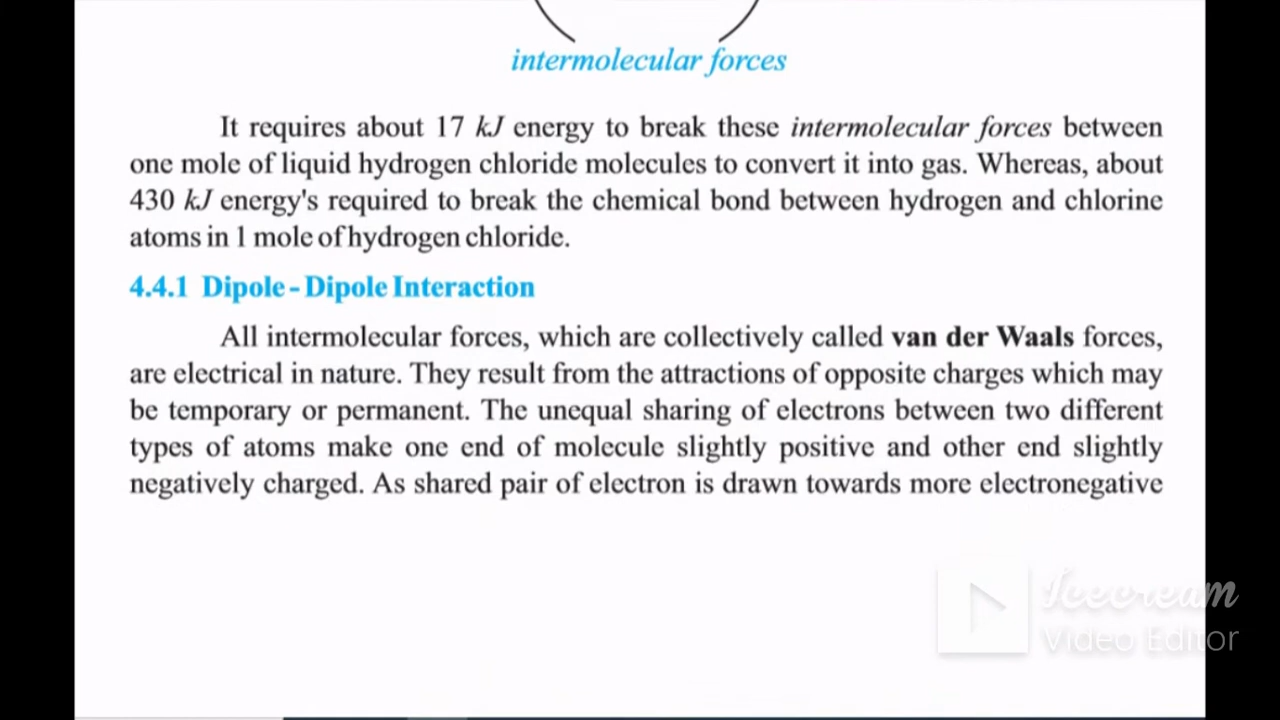 intermolecular forces
It requires about 17 kJ energy to break these intermolecular forces between
one mole of liquid hydrogen chloride molecules to convert it into gas. Whereas, about
430 kJ energy's required to break the chemical bond between hydrogen and chlorine
atoms in 1 mole of hydrogen chloride.
4.4.1 Dipole - Dipole Interaction
All intermolecular forces, which are collectively called van der Waals forces,
are electrical in nature. They result from the attractions of opposite charges which may
be temporary or permanent. The unequal sharing of electrons between two different
types of atoms make one end of molecule slightly positive and other end slightly
negatively charged. As shared pair of electron is drawn towards more electronegative
Icecream
Video Editor